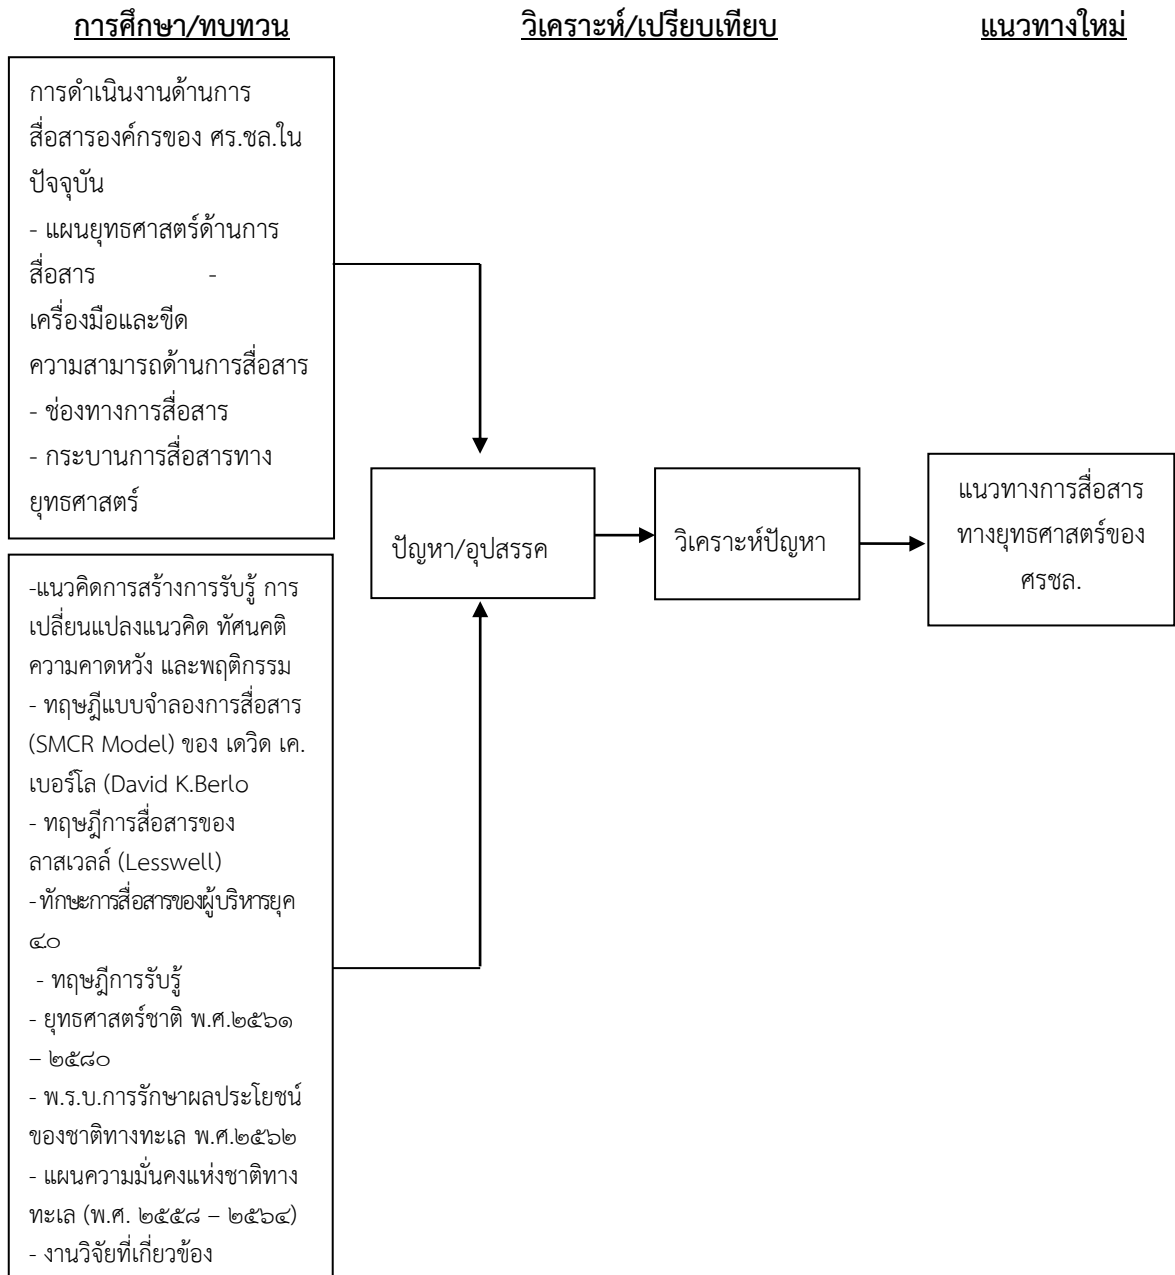 การศึกษา/ทบทวน
วิเคราะห์/เปรียบเทียบ
แนวทางใหม่
การดำเนินงานด้านการ
สื่อสารองค์กรของ ศร.ชล.ใน
ปัจจุบัน
- แผนยุทธศาสตร์ด้านการ
สื่อสาร -
เครื่องมือและขีด
ความสามารถด้านการสื่อสาร
- ช่องทางการสื่อสาร
- กระบานการสื่อสารทาง
ยุทธศาสตร์
-แนวคิดการสร้างการรับรู้ การ
เปลี่ยนแปลงแนวคิด ทัศนคติ
ความคาดหวัง และพฤติกรรม
- ทฤษฎีแบบจำลองการสื่อสาร
(SMCR Model) ของ เดวิด เค.
เบอร์โล (David K.Berlo
- ทฤษฎีการสื่อสารของ
ลาสเวลล์ (Lesswell)
-ทักษะการสื่อสารของผู้บริหารยุค
๔.๐
- ทฤษฎีการรับรู้
- ยุทธศาสตร์ชาติ พ.ศ.๒๕๖๑
– ๒๕๘๐
- พ.ร.บ.การรักษาผลประโยชน์
ของชาติทางทะเล พ.ศ.๒๕๖๒
- แผนความมั่นคงแห่งชาติทาง
ทะเล (พ.ศ. ๒๕๕๘ – ๒๕๖๔)
- งานวิจัยที่เกี่ยวข้อง
ปัญหา/อุปสรรค
วิเคราะห์ปัญหา
แนวทางการสื่อสาร
ทางยุทธศาสตร์ของ
ศรชล.